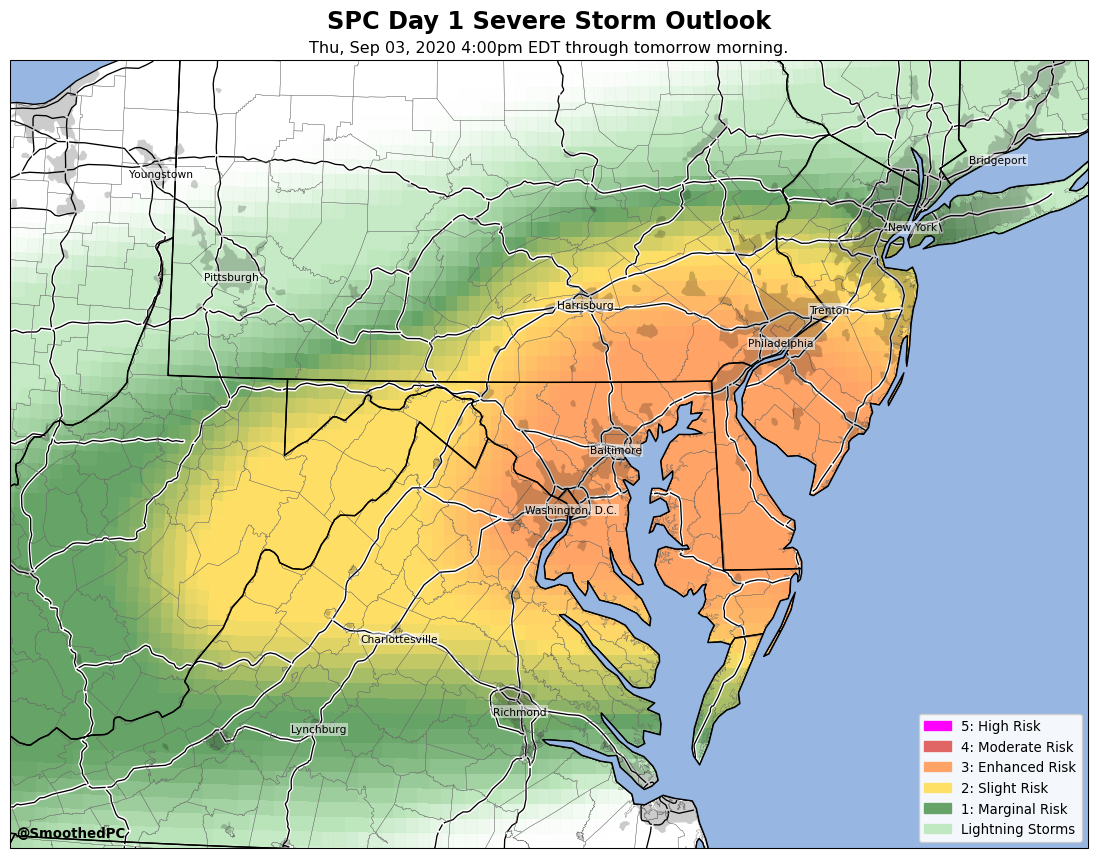 SPC Day 1 Severe Storm Outlook
Thu, Sep 03, 2020 4:00pm EDT through tomorrow morning.
Bridgeport
Youngstown
New York
Pittsburgh
Harrisburg
Trenton
Philadelphia
Baltimore
Washington, D.C.
Charlottesville
Richmond
Lynchburg
5: High Risk
4: Moderate Risk
3: Enhanced Risk
2: Slight Risk
1: Marginal Risk
Lightning Storms
@SmoothedPC